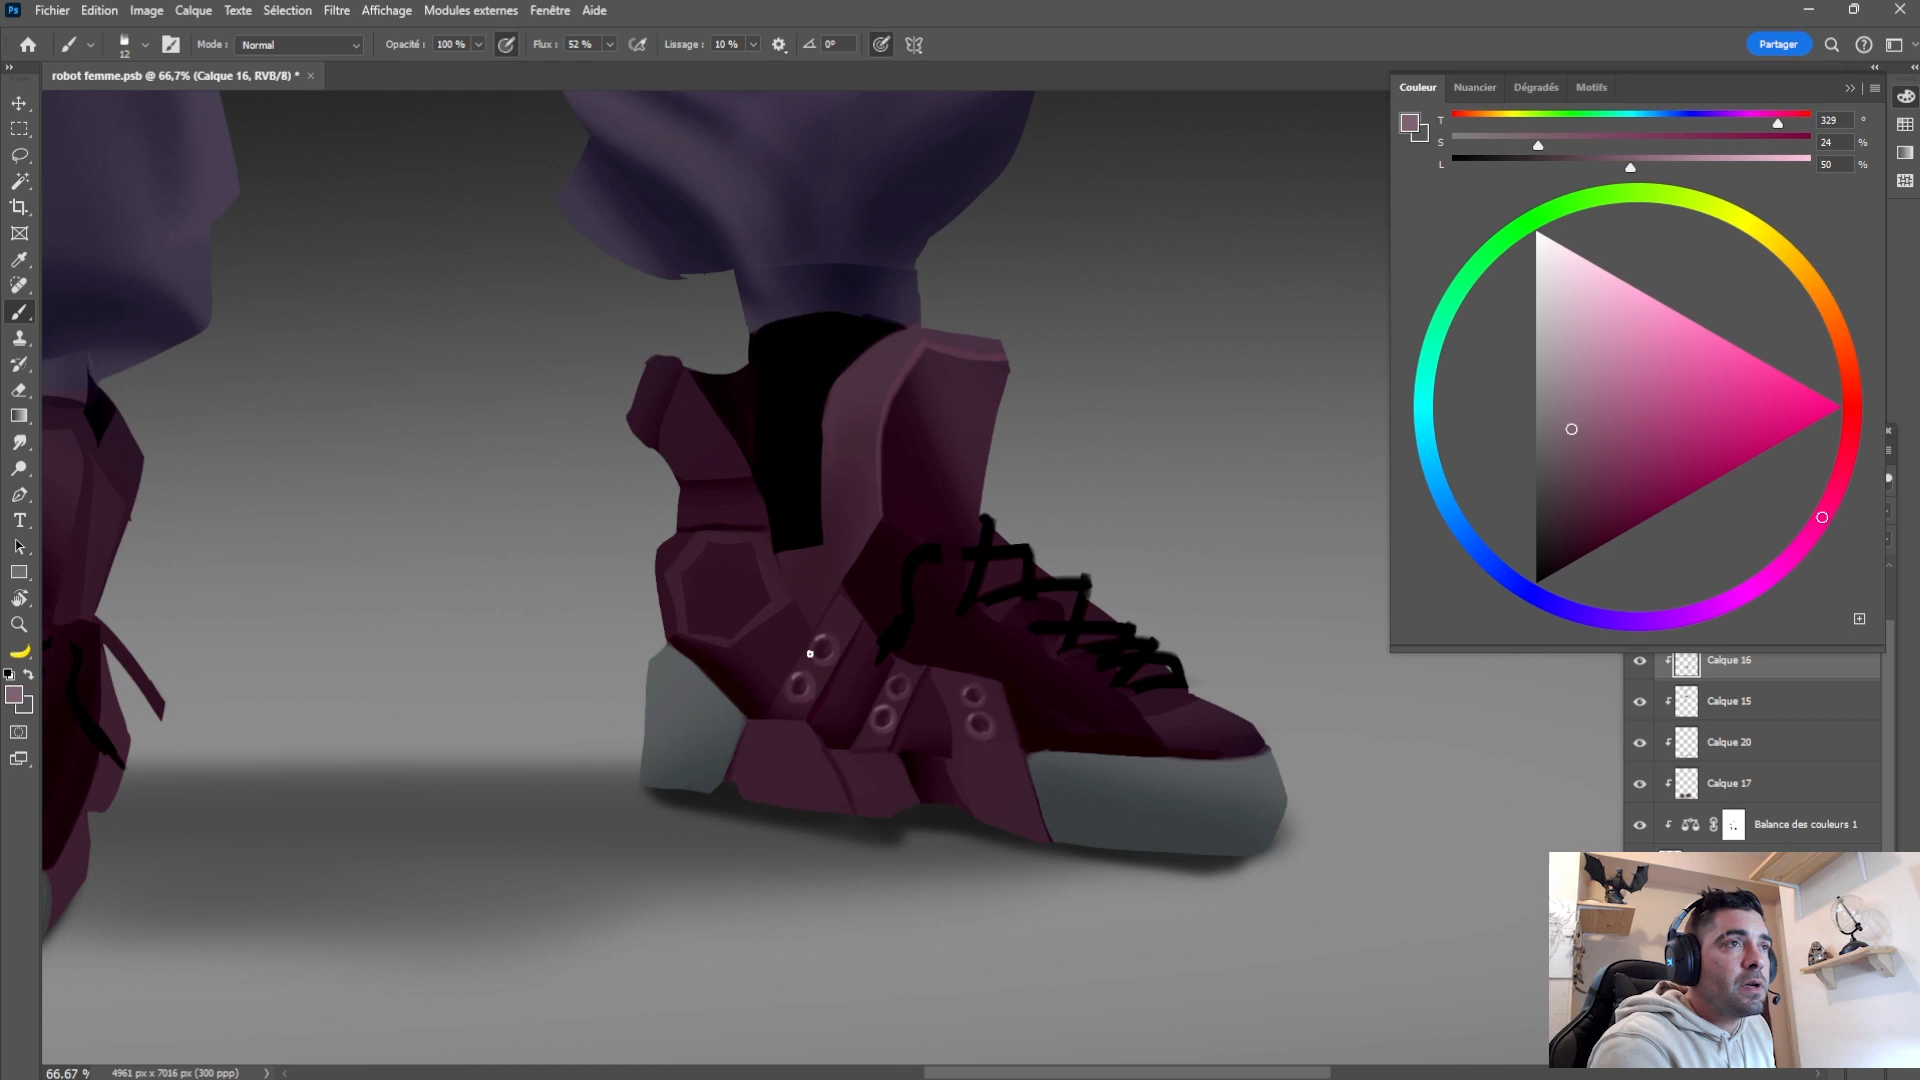 Ps Fichier Edition Image Calque Texte Sélection Filtre Affichage Modules externes Fenêtre Aide
12 Mode : Normal Opacité : 100 % Flux : 52 % Lissage : 10 % 0° Partager
robot femme.psb @ 66,7% (Calque 16, RVB/8) * ×
Couleur Nuancier Dégradés Motifs
T 329 °
S 24 %
L 50 %
Calque 16
Calque 15
Calque 20
Calque 17
Balance des couleurs 1
66.67 % 4961 px x 7016 px (300 ppp)